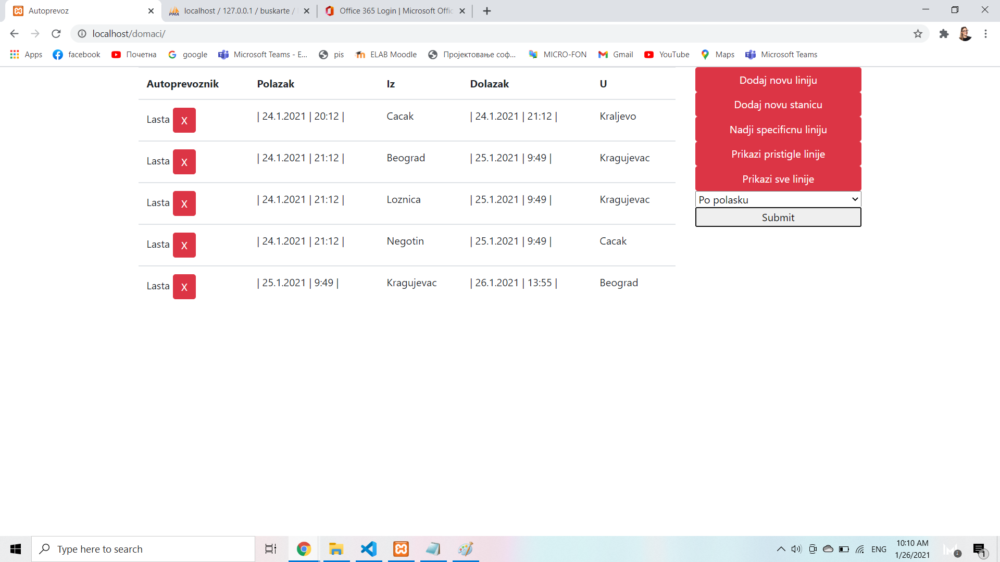 Autoprevoz
localhost / 127.0.0.1 / buskarte /
Office 365 Login | Microsoft Offic
localhost/domaci/
Apps
facebook
Почетна
google
Microsoft Teams - E...
pis
ELAB Moodle
Пројектовање соф...
MICRO-FON
Gmail
YouTube
Maps
Microsoft Teams
Autoprevoznik Polazak Iz Dolazak U
Lasta X | 24.1.2021 | 20:12 | Cacak | 24.1.2021 | 21:12 | Kraljevo
Lasta X | 24.1.2021 | 21:12 | Beograd | 25.1.2021 | 9:49 | Kragujevac
Lasta X | 24.1.2021 | 21:12 | Loznica | 25.1.2021 | 9:49 | Kragujevac
Lasta X | 24.1.2021 | 21:12 | Negotin | 25.1.2021 | 9:49 | Cacak
Lasta X | 25.1.2021 | 9:49 | Kragujevac | 26.1.2021 | 13:55 | Beograd
Dodaj novu liniju
Dodaj novu stanicu
Nadji specificnu liniju
Prikazi pristigle linije
Prikazi sve linije
Po polasku
Submit
Type here to search
ENG
10:10 AM
1/26/2021
3
1